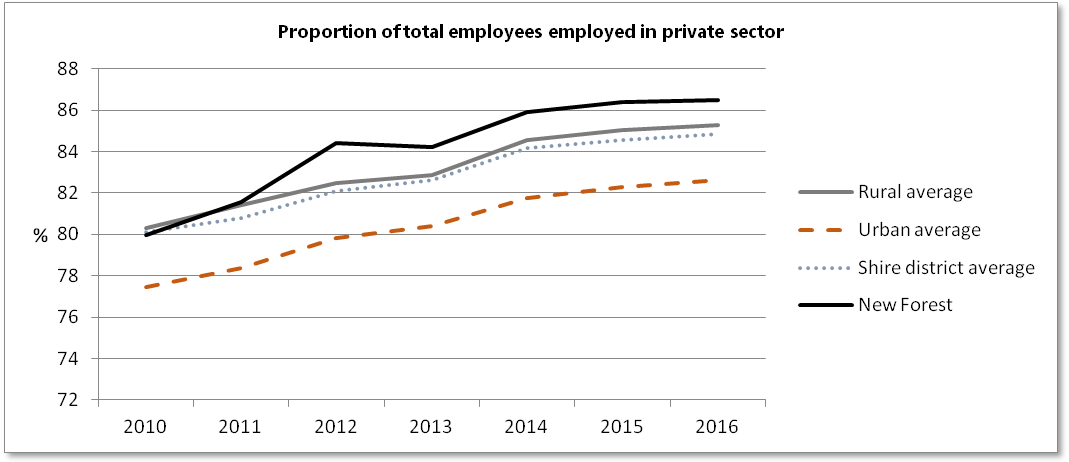 Proportion of total employees employed in private sector
88
86
84
82
80
78
76
74
72
%
2010 2011 2012 2013 2014 2015 2016
Rural average
Urban average
Shire district average
New Forest